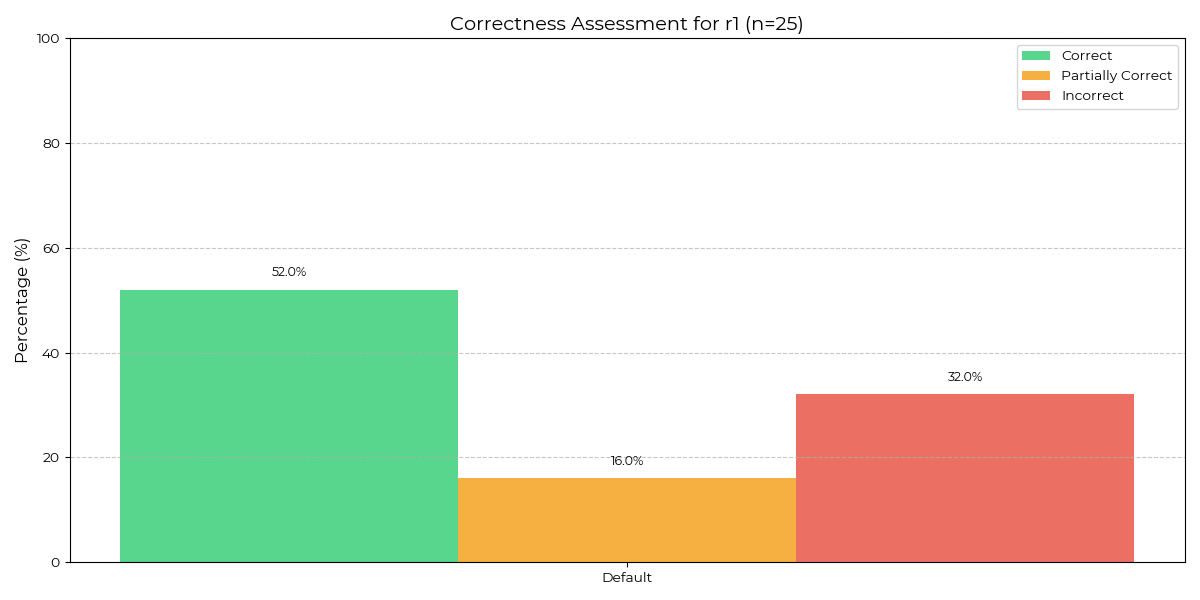 Correctness Assessment for r1 (n=25)
100
80
60
40
20
0
Percentage (%)
Correct
Partially Correct
Incorrect
52.0%
16.0%
32.0%
Default